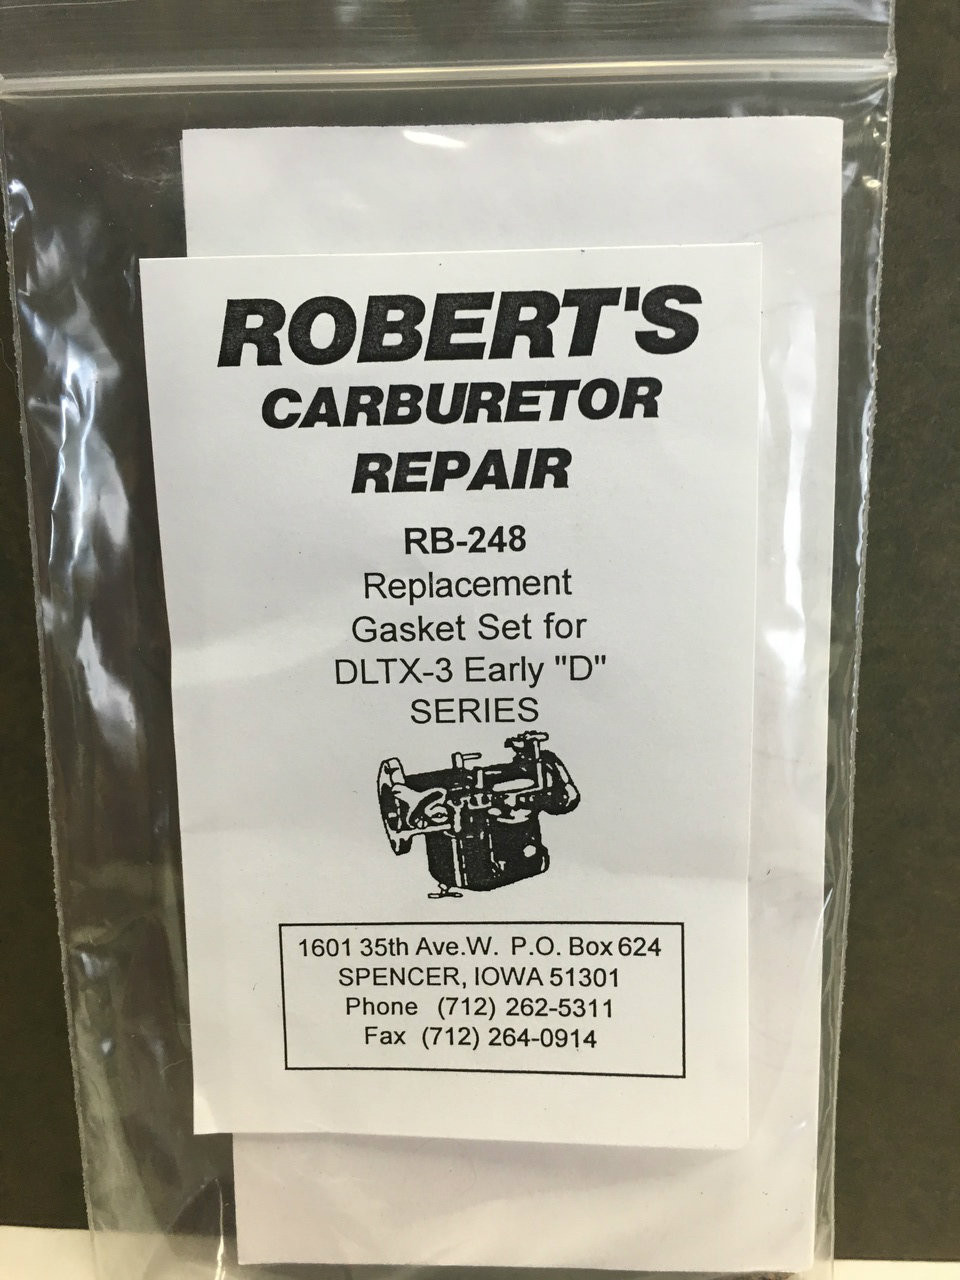 ROBERT'S
CARBURETOR
REPAIR
RB-248
Replacement
Gasket Set for
DLTX-3 Early "D"
SERIES
1601 35th Ave.W. P.O. Box 624
SPENCER, IOWA 51301
Phone (712) 262-5311
Fax (712) 264-0914